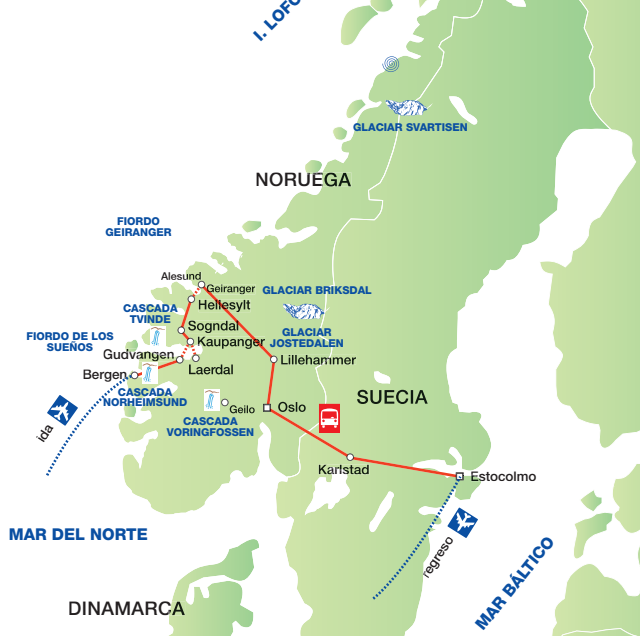 I. LOFO
GLACIAR SVARTISEN
NORUEGA
FIORDO
GEIRANGER
Alesund
Geiranger
GLACIAR BRIKSDAL
Hellesylt
CASCADA
TVINDE
Sogndal
GLACIAR
JOSTEDALEN
FIORDO DE LOS
SUEÑOS
Kaupanger
Gudvangen
Lillehammer
Laerdal
Bergen
CASCADA
NORHEIMSUND
SUECIA
Geilo
Oslo
CASCADA
VORINGFOSSEN
ida
Karlstad
Estocolmo
MAR DEL NORTE
regreso
MAR BÁLTICO
DINAMARCA